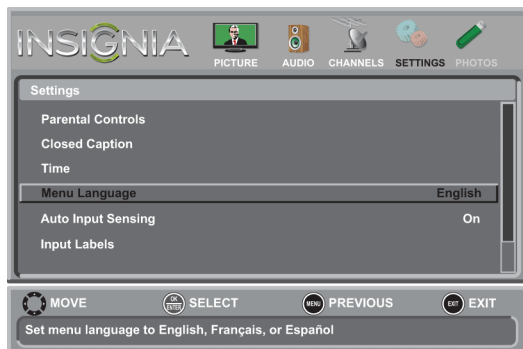 INSIGNIA
PICTURE AUDIO CHANNELS SETTINGS PHOTOS
Settings
Parental Controls
Closed Caption
Time
Menu Language English
Auto Input Sensing On
Input Labels
MOVE OK ENTER SELECT MENU PREVIOUS EXIT EXIT
Set menu language to English, Français, or Español